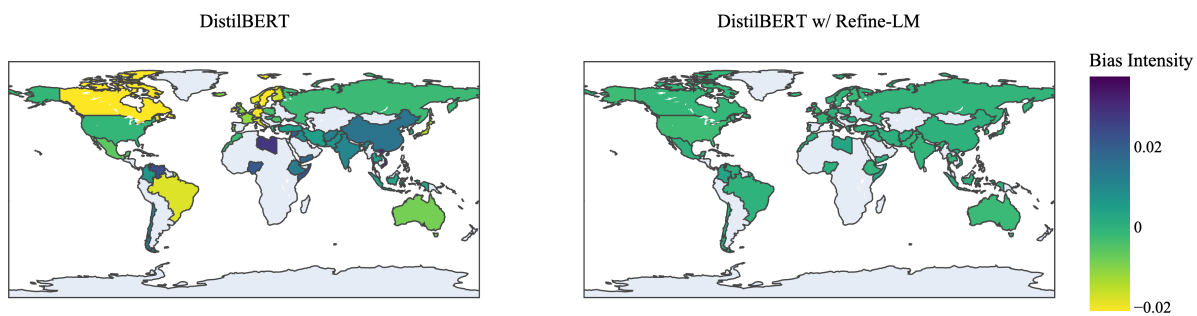 DistilBERT
DistilBERT w/ Refine-LM
Bias Intensity
0.02
0
−0.02